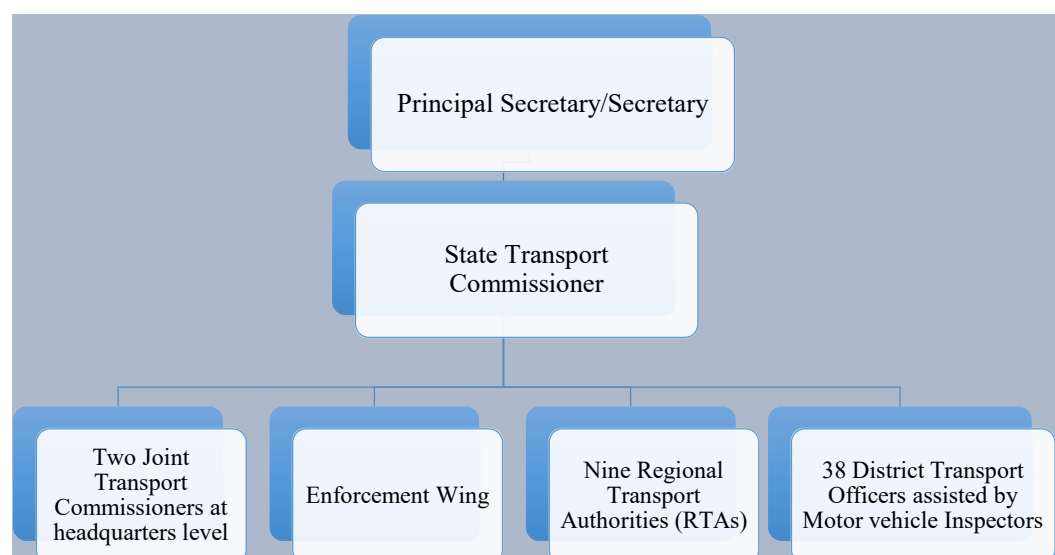 Principal Secretary/Secretary
State Transport
Commissioner
Two Joint
Transport
Commissioners at
headquarters level
Enforcement Wing
Nine Regional
Transport
Authorities (RTAs)
38 District Transport
Officers assisted by
Motor vehicle Inspectors